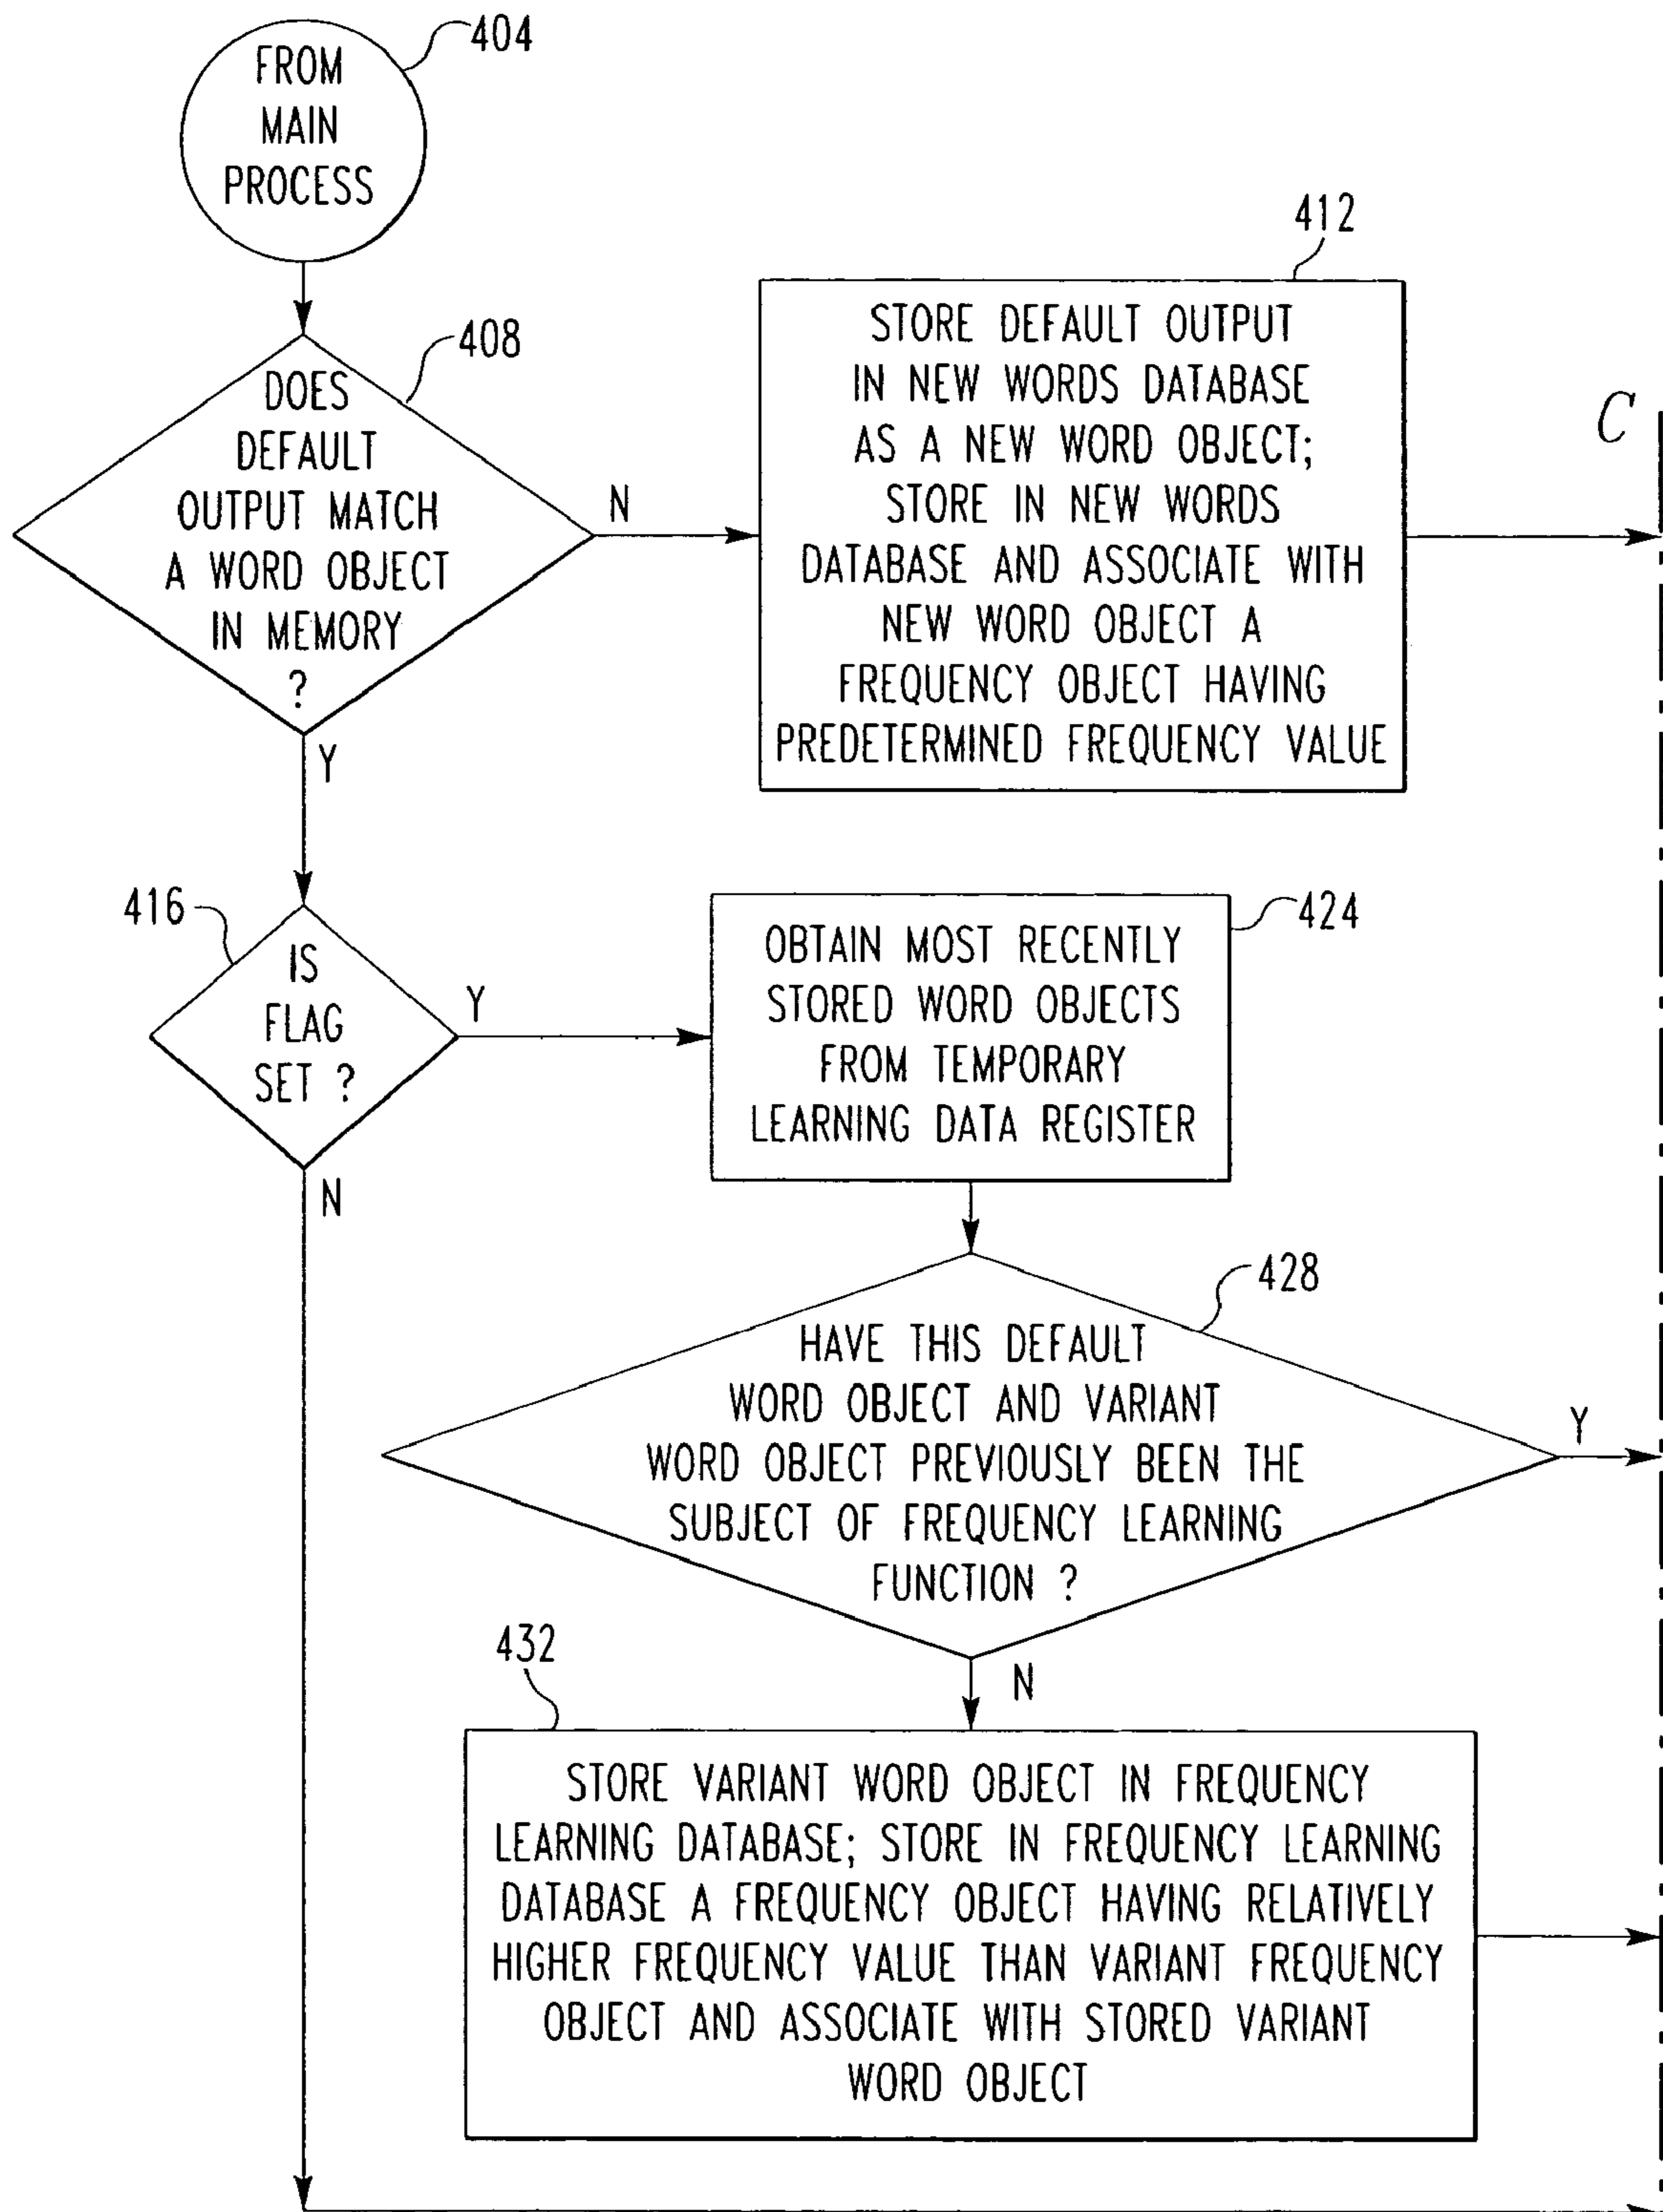 404
FROM
MAIN
PROCESS
408
DOES
DEFAULT
OUTPUT MATCH
A WORD OBJECT
IN MEMORY
?
N
Y
412
STORE DEFAULT OUTPUT
IN NEW WORDS DATABASE
AS A NEW WORD OBJECT;
STORE IN NEW WORDS
DATABASE AND ASSOCIATE WITH
NEW WORD OBJECT A
FREQUENCY OBJECT HAVING
PREDETERMINED FREQUENCY VALUE
C
416
IS
FLAG
SET ?
Y
N
424
OBTAIN MOST RECENTLY
STORED WORD OBJECTS
FROM TEMPORARY
LEARNING DATA REGISTER
428
HAVE THIS DEFAULT
WORD OBJECT AND VARIANT
WORD OBJECT PREVIOUSLY BEEN THE
SUBJECT OF FREQUENCY LEARNING
FUNCTION ?
Y
N
432
STORE VARIANT WORD OBJECT IN FREQUENCY
LEARNING DATABASE; STORE IN FREQUENCY LEARNING
DATABASE A FREQUENCY OBJECT HAVING RELATIVELY
HIGHER FREQUENCY VALUE THAN VARIANT FREQUENCY
OBJECT AND ASSOCIATE WITH STORED VARIANT
WORD OBJECT